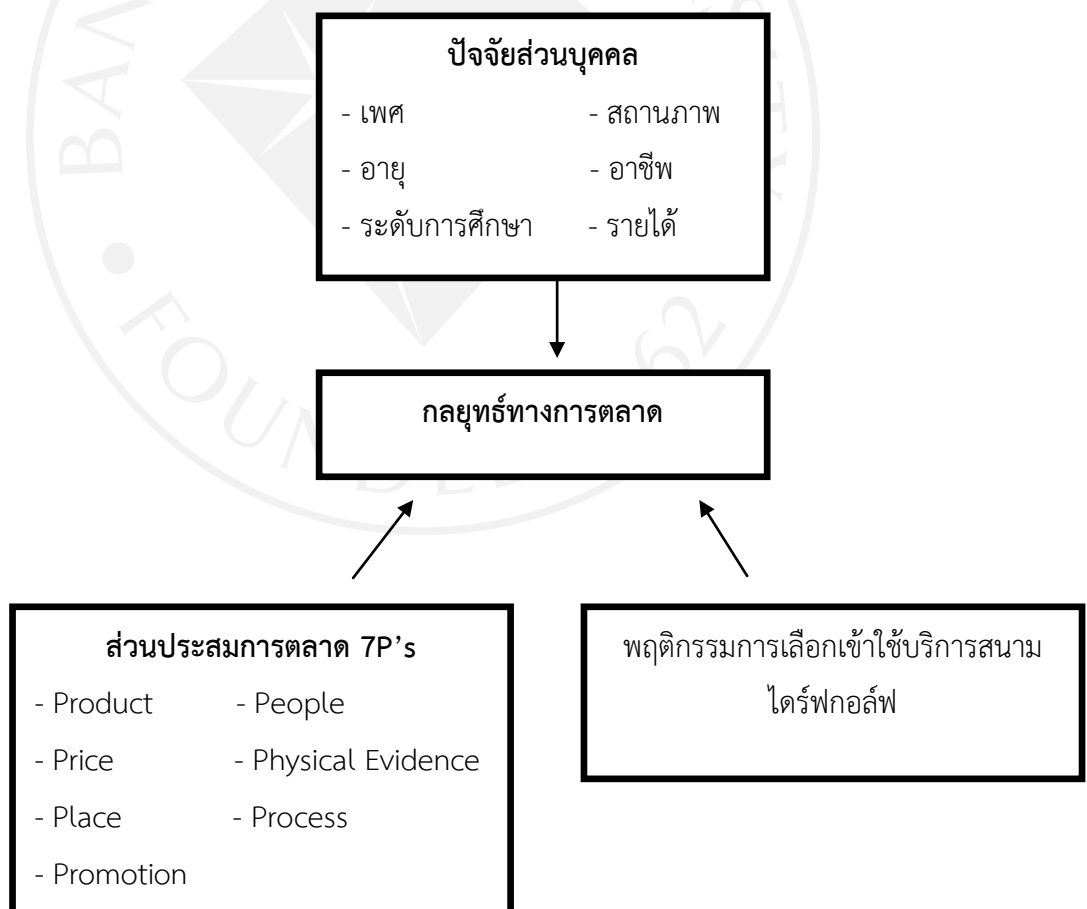 ปัจจัยส่วนบุคคล
- เพศ - สถานภาพ
- อายุ - อาชีพ
- ระดับการศึกษา - รายได้
กลยุทธ์ทางการตลาด
ส่วนประสมการตลาด 7P's
- Product - People
- Price - Physical Evidence
- Place - Process
- Promotion
พฤติกรรมการเลือกเข้าใช้บริการสนาม
ไดร์ฟกอล์ฟ